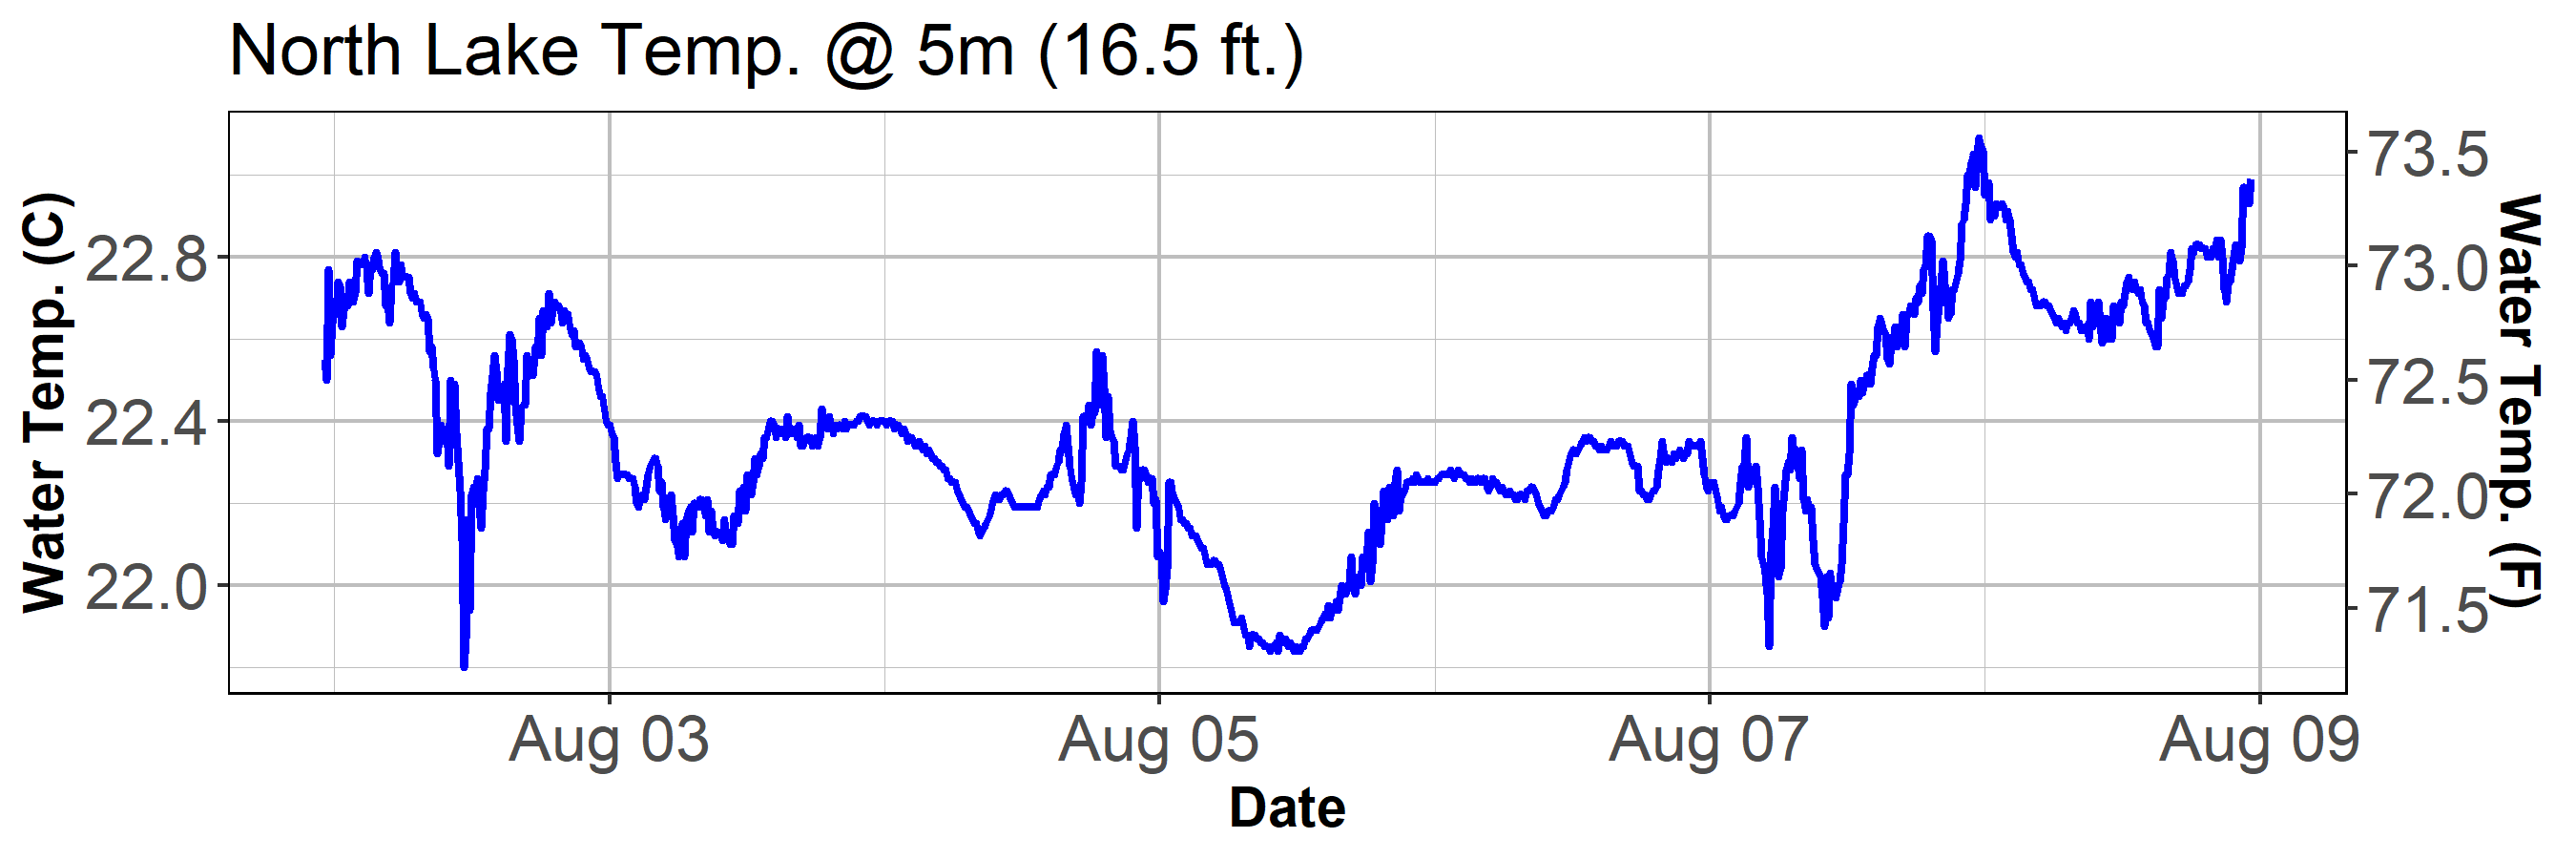 North Lake Temp. @ 5m (16.5 ft.)
Water Temp. (C)
22.8
22.4
22.0
73.5
73.0
72.5
72.0
71.5
Water Temp. (F)
Aug 03 Aug 05 Aug 07 Aug 09
Date